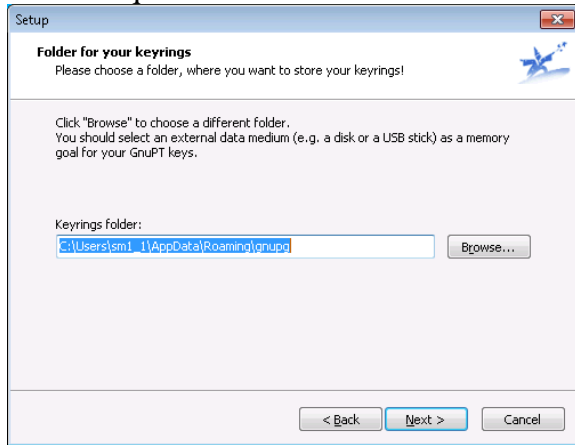 Setup
Folder for your keyrings
Please choose a folder, where you want to store your keyrings!
Click "Browse" to choose a different folder.
You should select an external data medium (e.g. a disk or a USB stick) as a memory
goal for your GnuPT keys.
Keyrings folder:
C:\Users\sm1_1\AppData\Roaming\gnupg
Browse...
< Back
Next >
Cancel